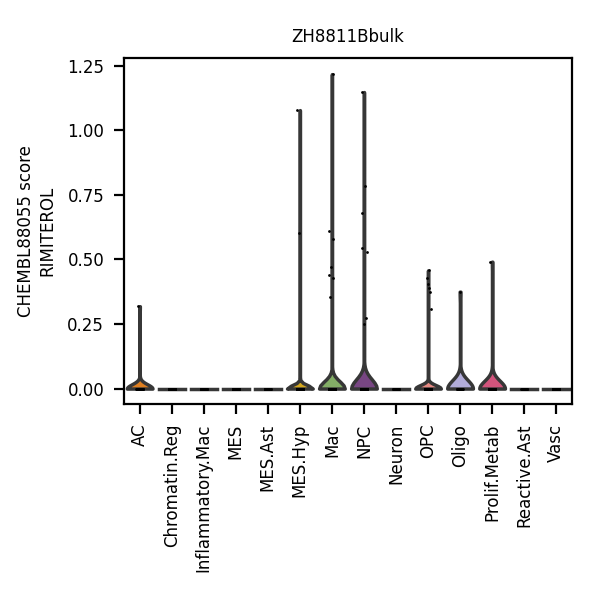 ZH8811Bbulk
CHEMBL88055 score
RIMITEROL
1.25
1.00
0.75
0.50
0.25
0.00
AC
Chromatin.Reg
Inflammatory.Mac
MES
MES.Ast
MES.Hyp
Mac
NPC
Neuron
OPC
Oligo
Prolif.Metab
Reactive.Ast
Vasc